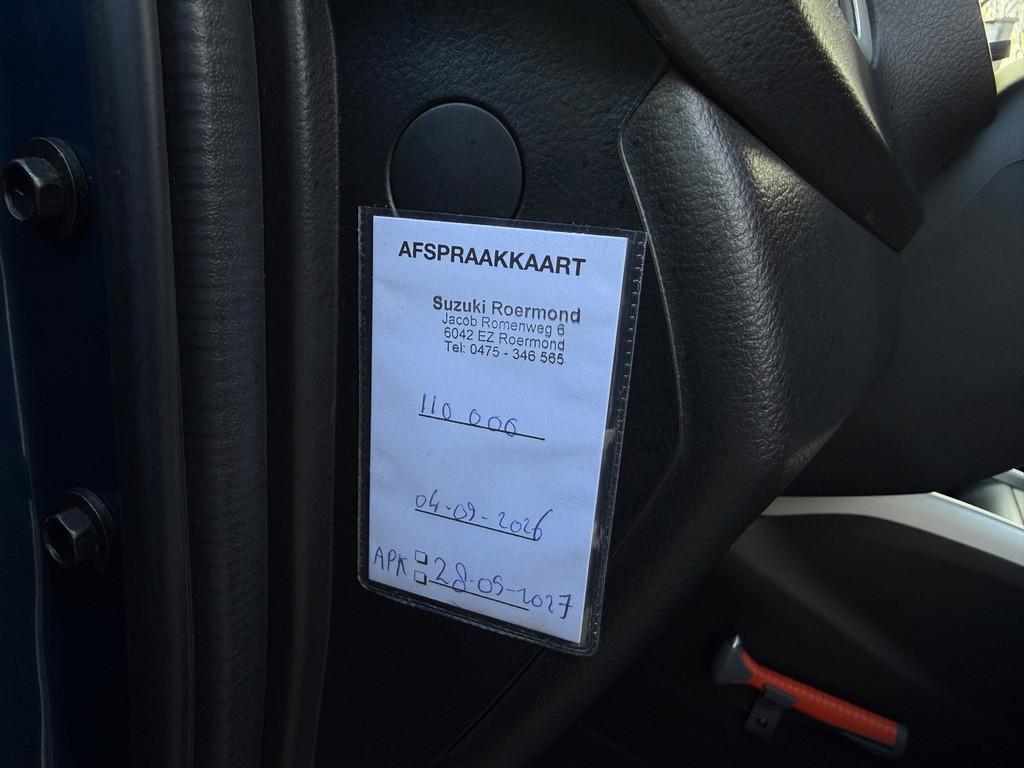 AFSPRAAKKAART
Suzuki Roermond
Jacob Romenweg 6
6042 EZ Roermond
Tel: 0475 - 346 565
110 000
04-09-2026
APK 28-09-2027